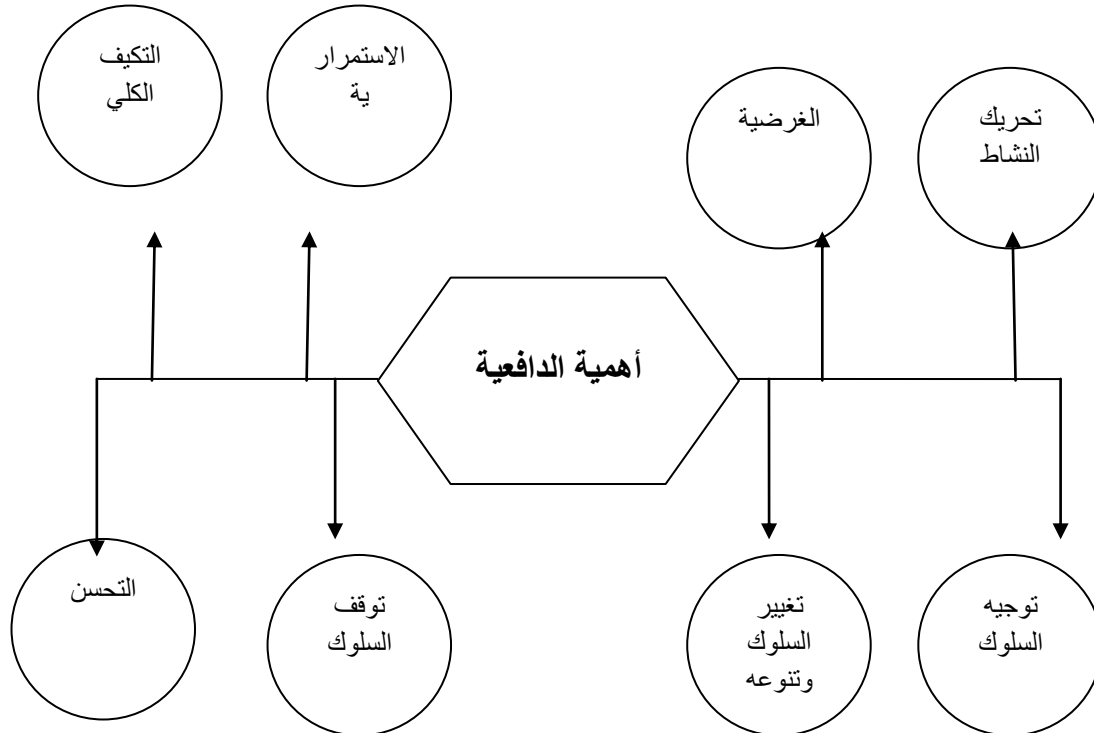 تحريك
النشاط
الغرضية
الاستمرار
ية
التكيف
الكلي
أهمية الدافعية
توجيه
السلوك
تغيير
السلوك
وتنوعه
توقف
السلوك
التحسن